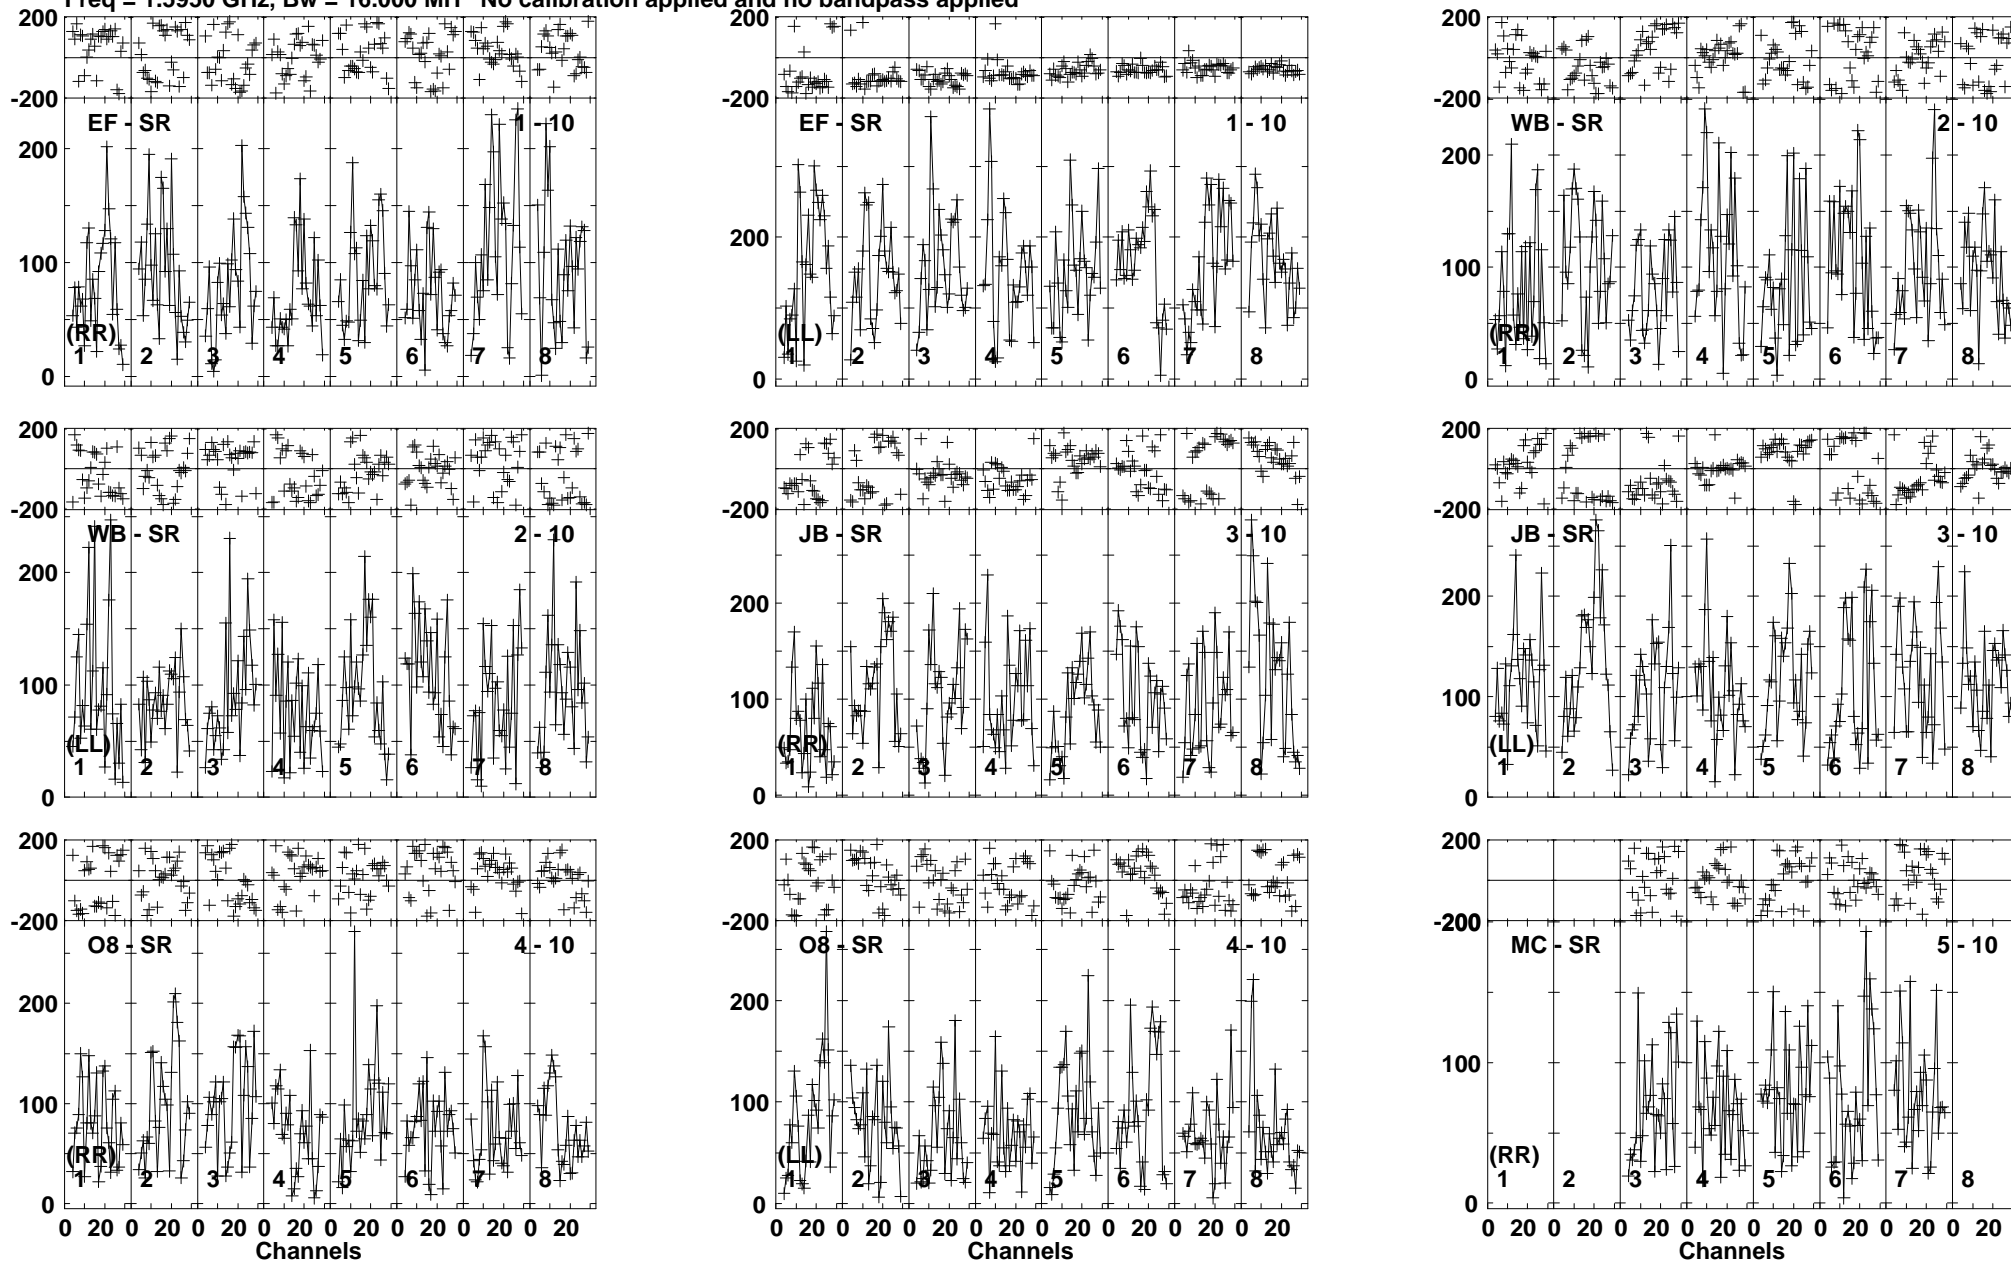 Freq = 1.5950 GHz, Bw = 16.000 MH No calibration applied and no bandpass applied
200 200 200
-200 -200 -200
EF - SR 1 - 10 EF - SR 1 - 10 WB - SR 2 - 10
200 200 200
100 100
(RR) (LL) (RR)
1 2 3 4 5 6 7 8 1 2 3 4 5 6 7 8 1 2 3 4 5 6 7 8
0 0 0
200 200 200
-200 -200 -200
WB - SR 2 - 10 JB - SR 3 - 10 JB - SR 3 - 10
200 200 200
100 100 100
(LL) (RR) (LL)
1 2 3 4 5 6 7 8 1 2 3 4 5 6 7 8 1 2 3 4 5 6 7 8
0 0 0
200 200 200
-200 -200 -200
200
O8 - SR 4 - 10 O8 - SR 4 - 10 MC - SR 5 - 10
200 200
100 100 100
(RR) (LL) (RR)
1 2 3 4 5 6 7 8 1 2 3 4 5 6 7 8 1 2 3 4 5 6 7 8
0 0 0
0 20 0 20 0 20 0 20 0 20 0 20 0 20 0 20 0 20 0 20 0 20 0 20 0 20 0 20 0 20 0 20 0 20 0 20 0 20 0 20 0 20 0 20 0 20 0 20
Channels Channels Channels